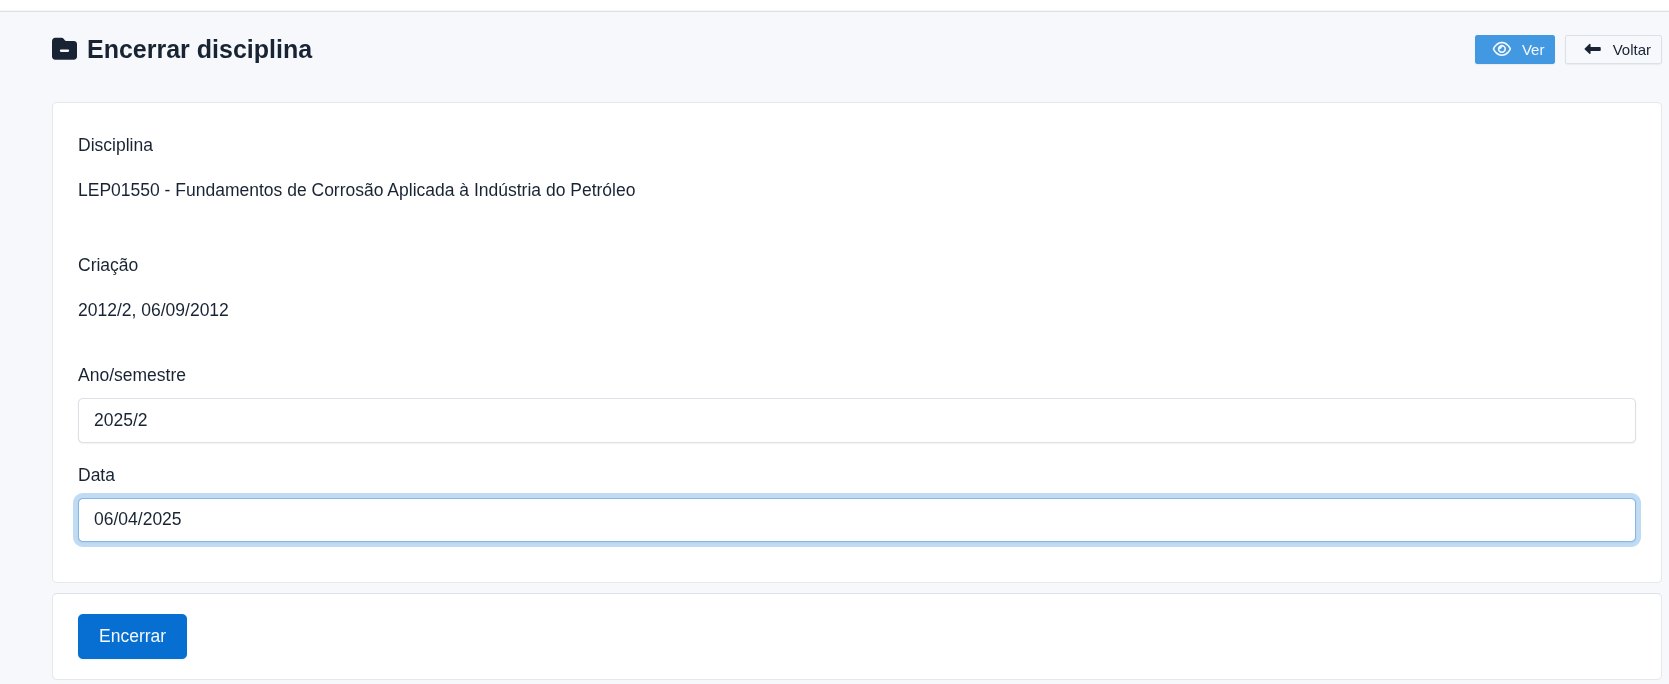 Encerrar disciplina
Ver
Voltar
Disciplina
LEP01550 - Fundamentos de Corrosão Aplicada à Indústria do Petróleo
Criação
2012/2, 06/09/2012
Ano/semestre
2025/2
Data
06/04/2025
Encerrar